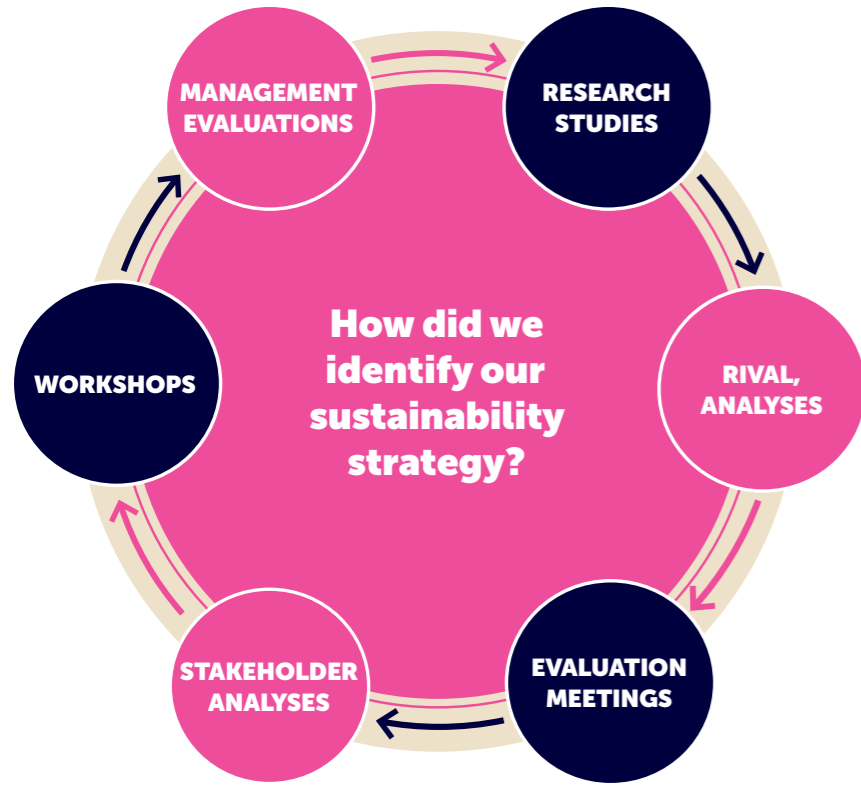 MANAGEMENT
EVALUATIONS
RESEARCH
STUDIES
RIVAL,
ANALYSES
EVALUATION
MEETINGS
STAKEHOLDER
ANALYSES
WORKSHOPS
How did we
identify our
sustainability
strategy?